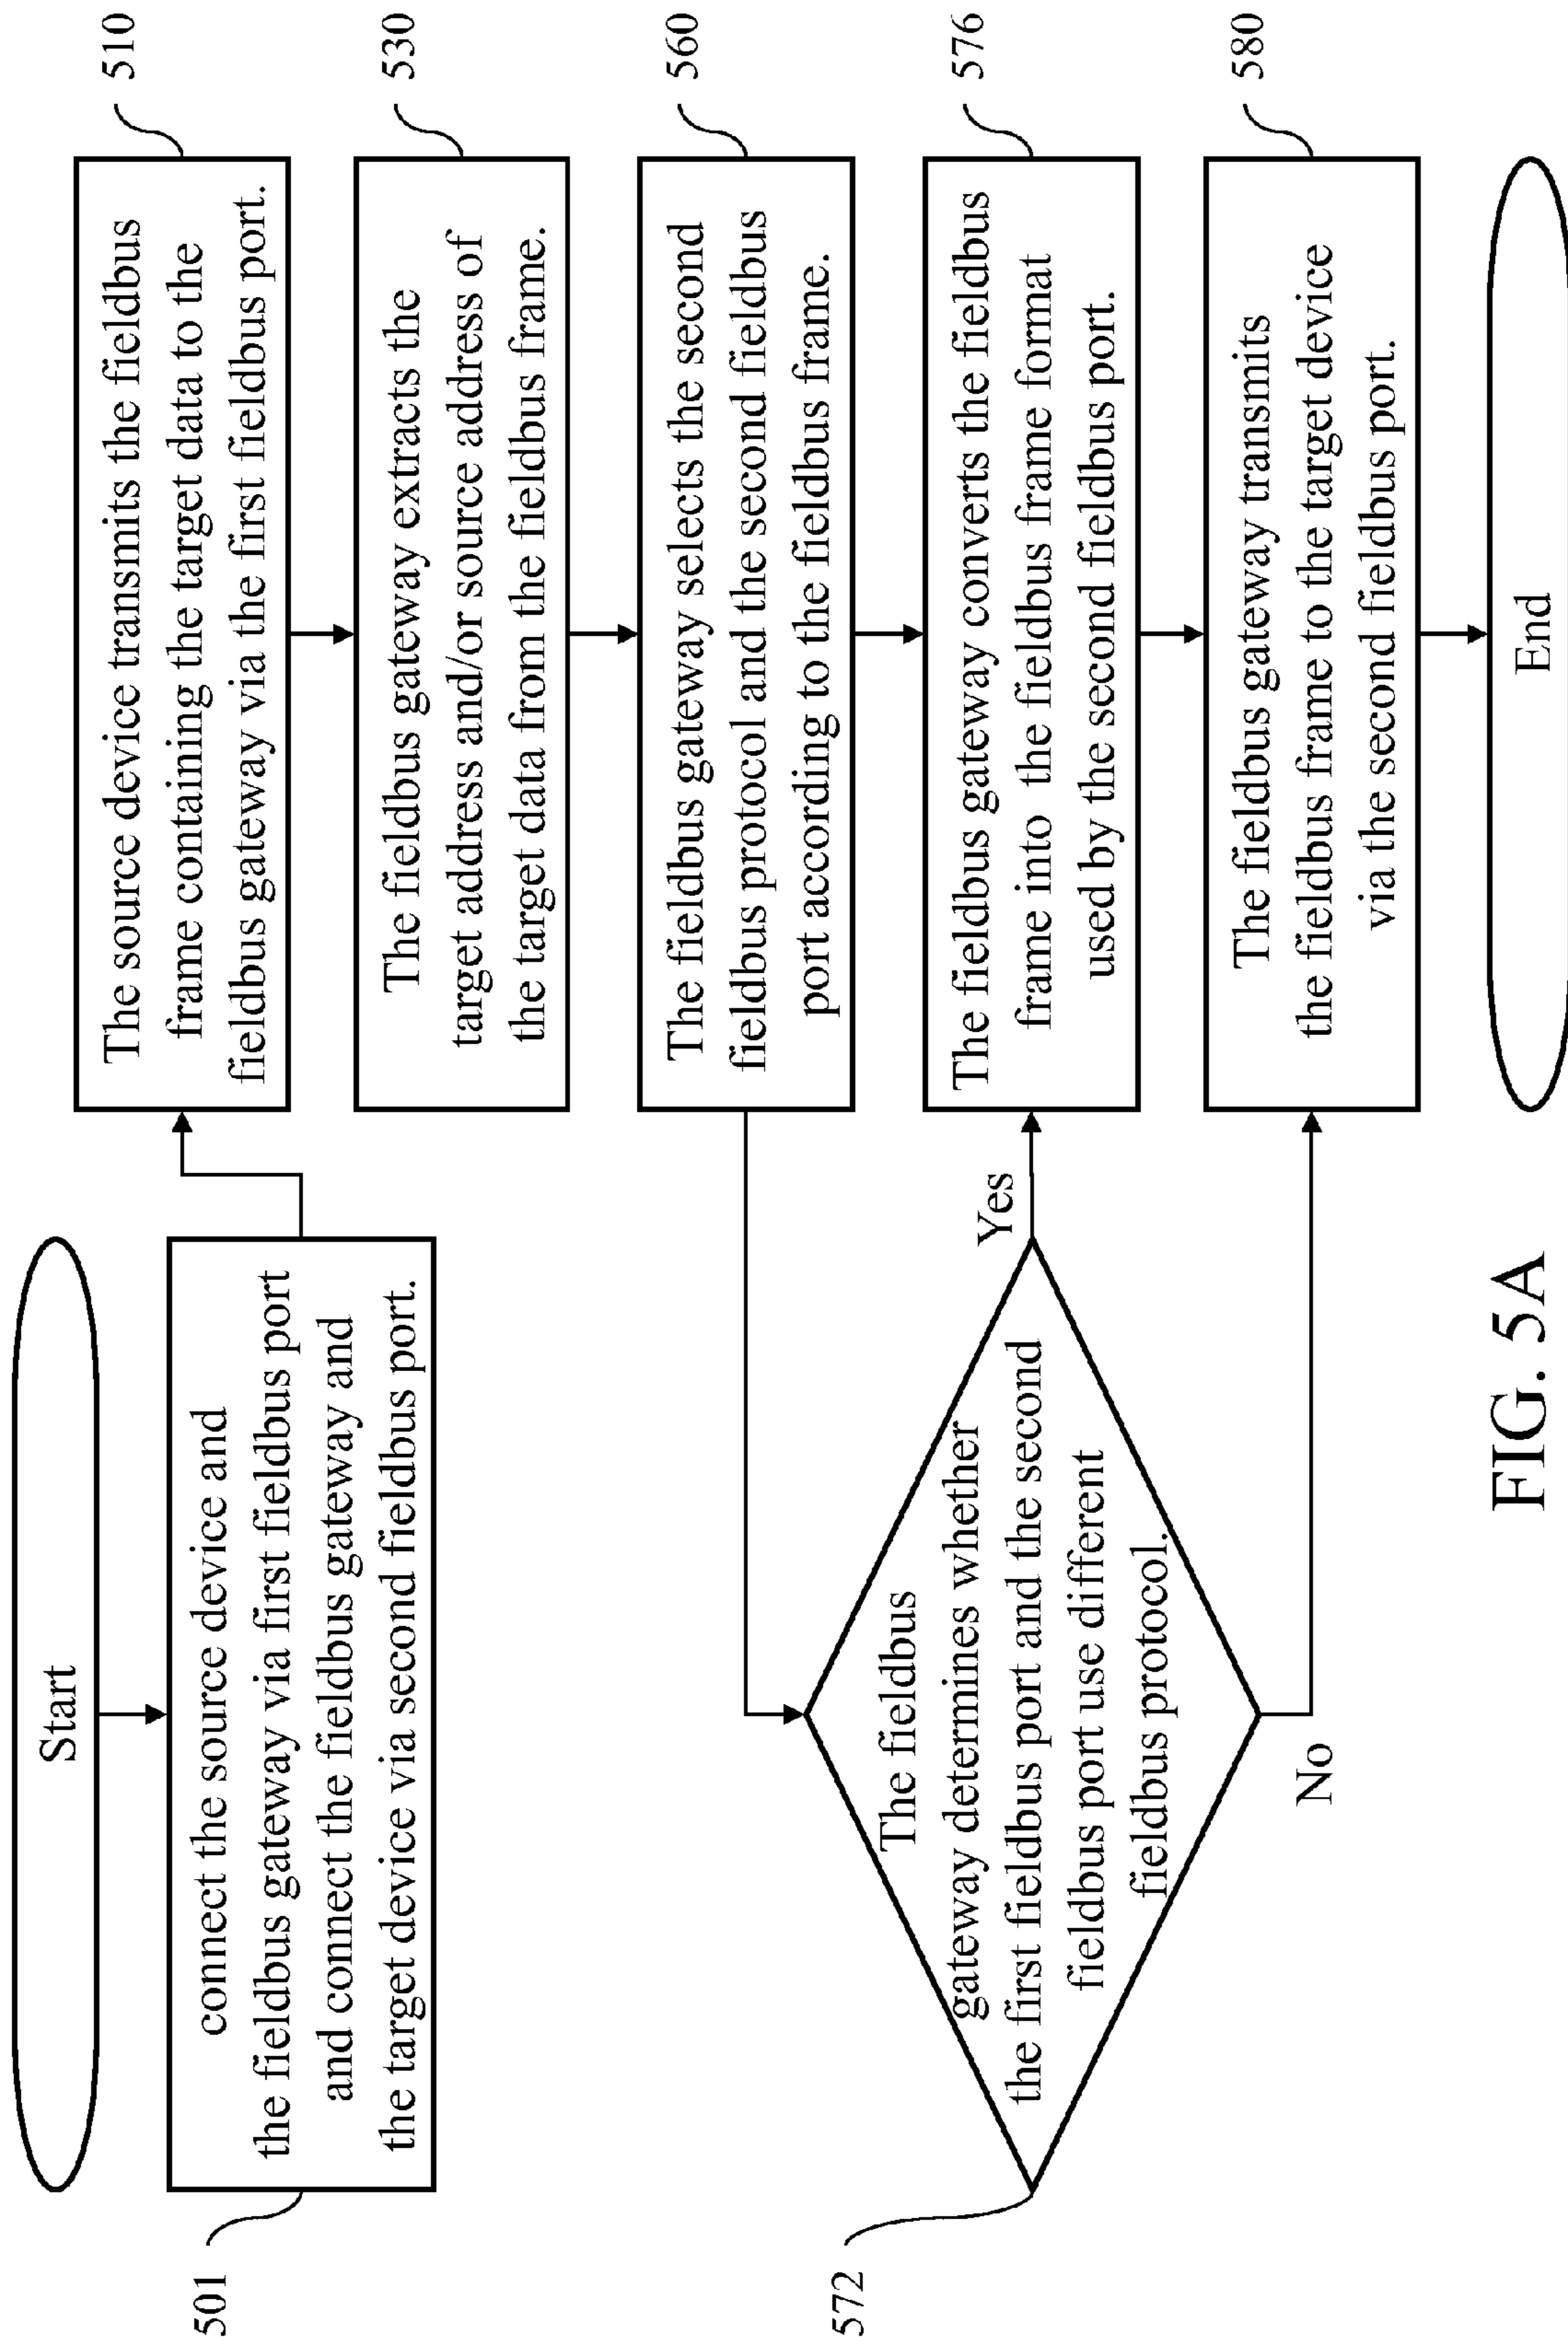 Start
501
connect the source device and
the fieldbus gateway via first fieldbus port
and connect the fieldbus gateway and
the target device via second fieldbus port.
510
The source device transmits the fieldbus
frame containing the target data to the
fieldbus gateway via the first fieldbus port.
530
The fieldbus gateway extracts the
target address and/or source address of
the target data from the fieldbus frame.
560
The fieldbus gateway selects the second
fieldbus protocol and the second fieldbus
port according to the fieldbus frame.
572
The fieldbus
gateway determines whether
the first fieldbus port and the second
fieldbus port use different
fieldbus protocol.
Yes
No
576
The fieldbus gateway converts the fieldbus
frame into the fieldbus frame format
used by the second fieldbus port.
580
The fieldbus gateway transmits
the fieldbus frame to the target device
via the second fieldbus port.
End
FIG. 5A